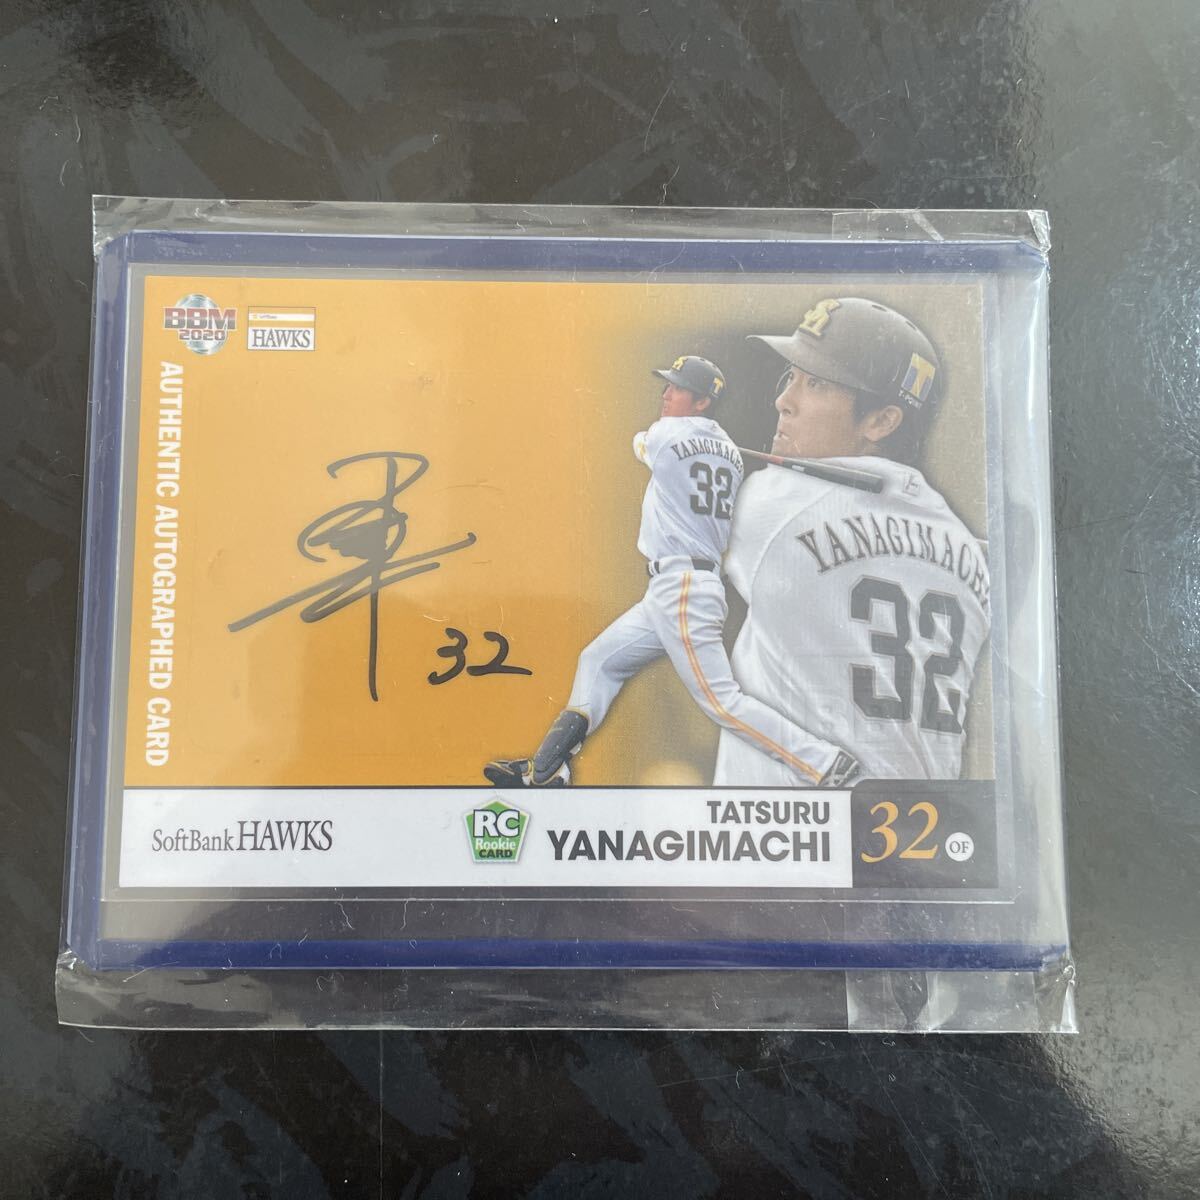 BBM
2020
HAWKS
AUTHENTIC AUTOGRAPHED CARD
32
T-POINT
YANAGIMACHI
32
YANAGIMACHI
32
SoftBank HAWKS
RC
Rookie
CARD
TATSURU
YANAGIMACHI
32 OF